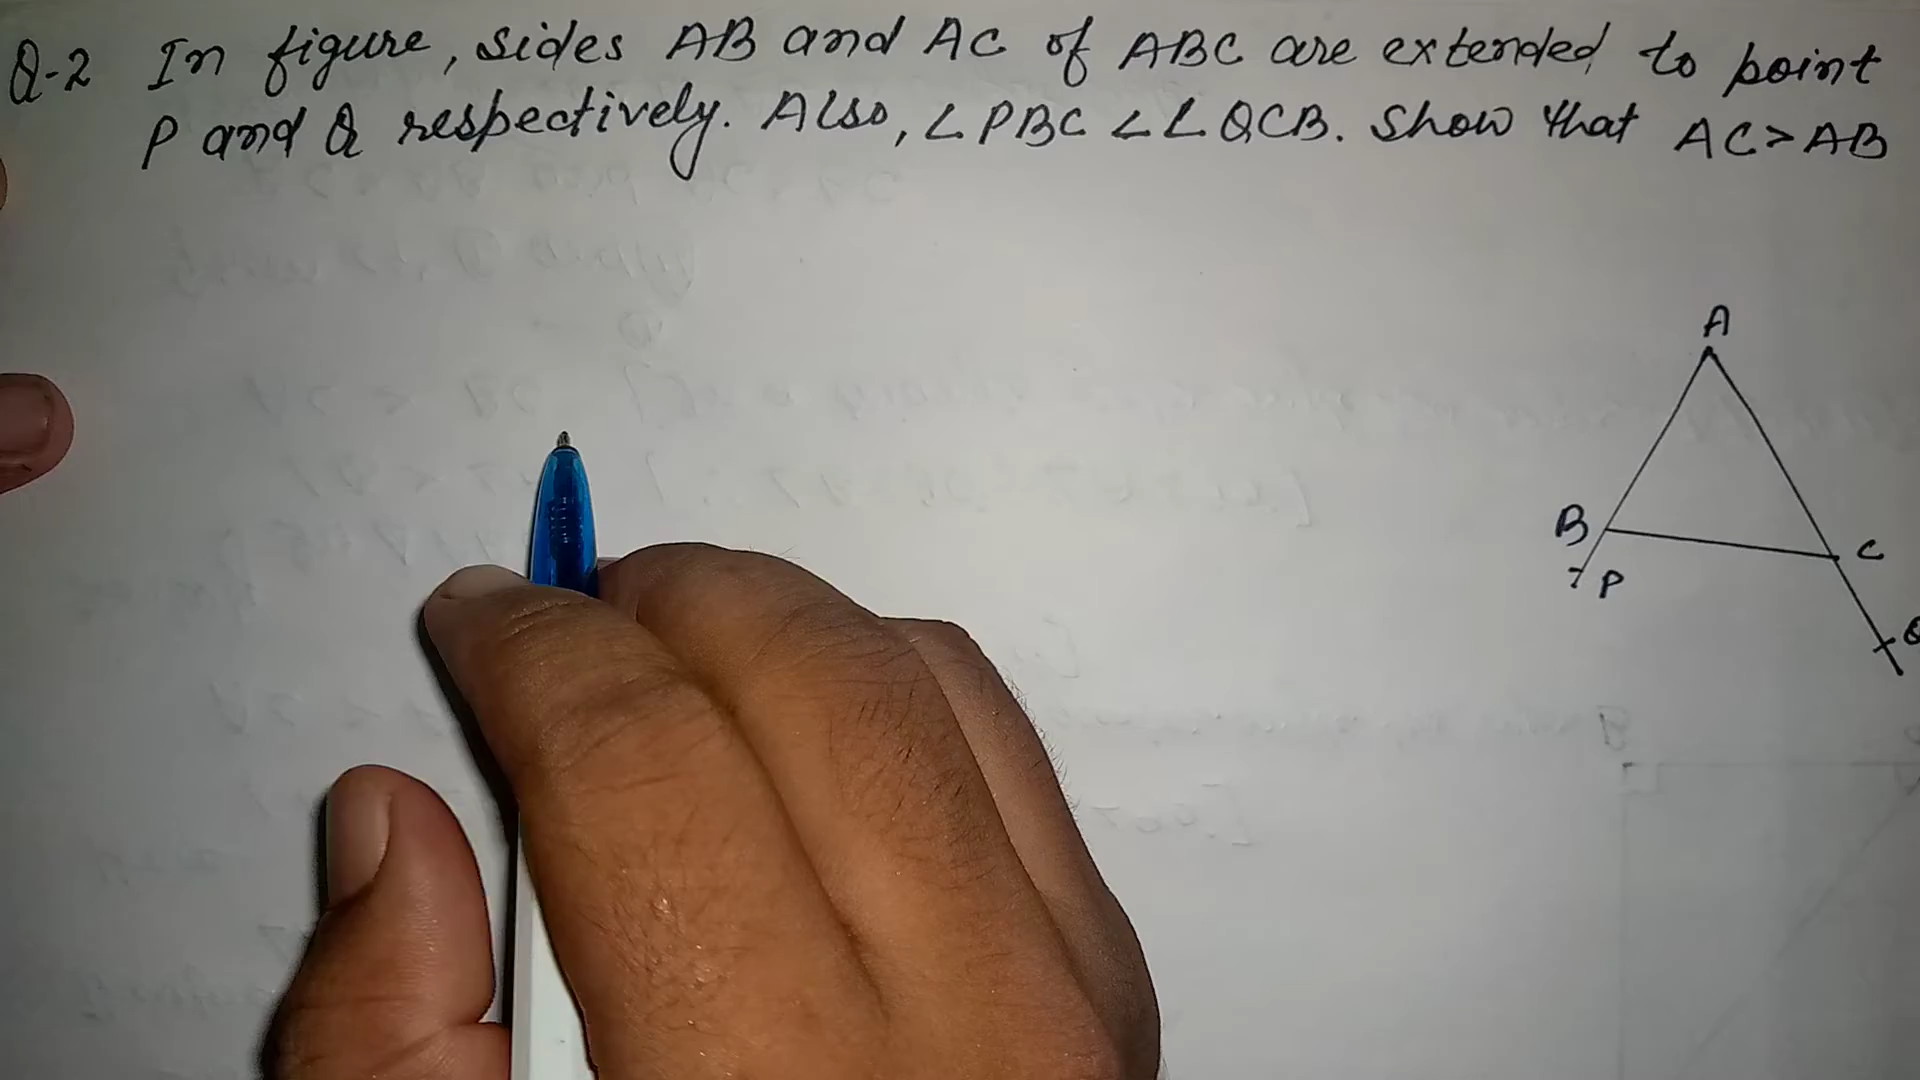 Q-2 In figure, sides AB and AC of ABC are extended to point
P and Q respectively. Also, ∠PBC < ∠QCB. Show that AC > AB
A
B
C
P
Q